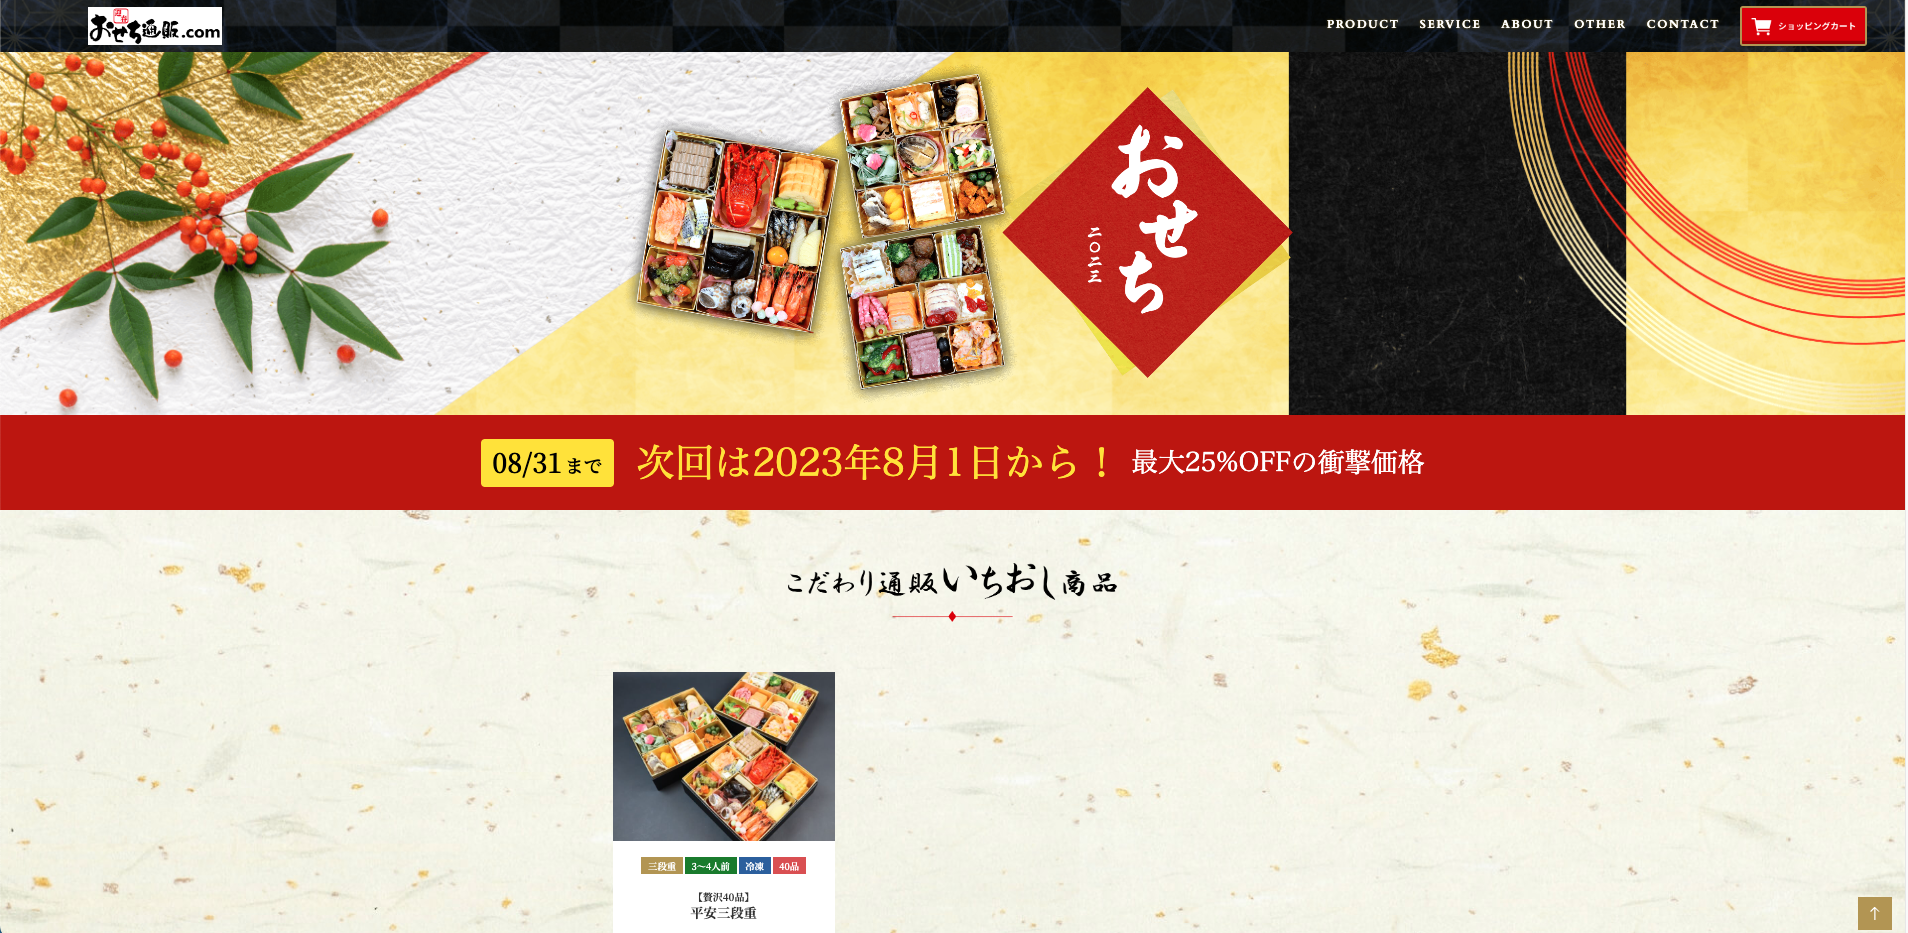 おせち通販.com
PRODUCT SERVICE ABOUT OTHER CONTACT ショッピングカート
おせち
二〇二三
08/31まで 次回は2023年8月1日から！ 最大25%OFFの衝撃価格
こだわり通販いちおし商品
三段重 3〜4人前 冷凍 40品
【贅沢40品】
平安三段重